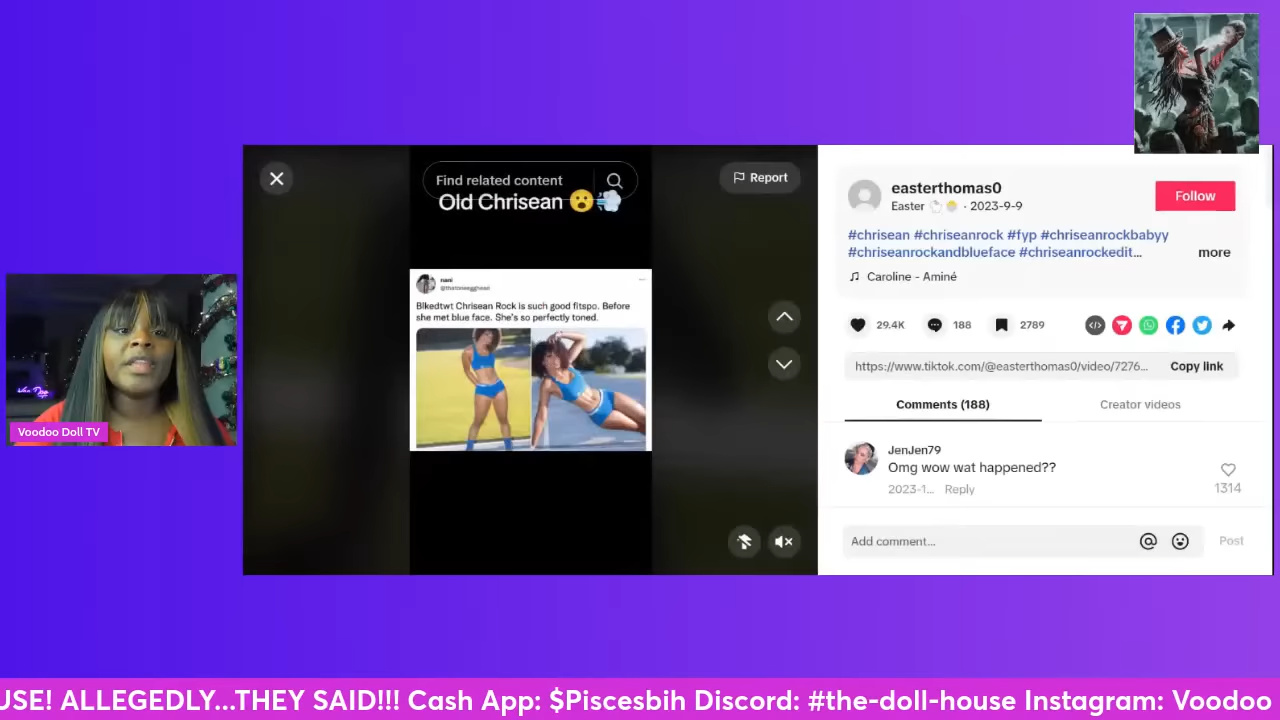 Find related content
Report
Old Chrisean 😮💨
nani
@thatoneegghead
Blkedtwt Chrisean Rock is such good fitspo. Before
she met blue face. She's so perfectly toned.
easterthomas0
Easter 🐇🐣 · 2023-9-9
Follow
#chrisean #chriseanrock #fyp #chriseanrockbabyy
#chriseanrockandblueface #chriseanrockedit...
more
Caroline - Aminé
29.4K
188
2789
https://www.tiktok.com/@easterthomas0/video/7276...
Copy link
Comments (188)
Creator videos
JenJen79
Omg wow wat happened??
2023-1... Reply
1314
Add comment...
Post
Voodoo Doll TV
USE! ALLEGEDLY...THEY SAID!!! Cash App: $Piscesbih Discord: #the-doll-house Instagram: Voodoo